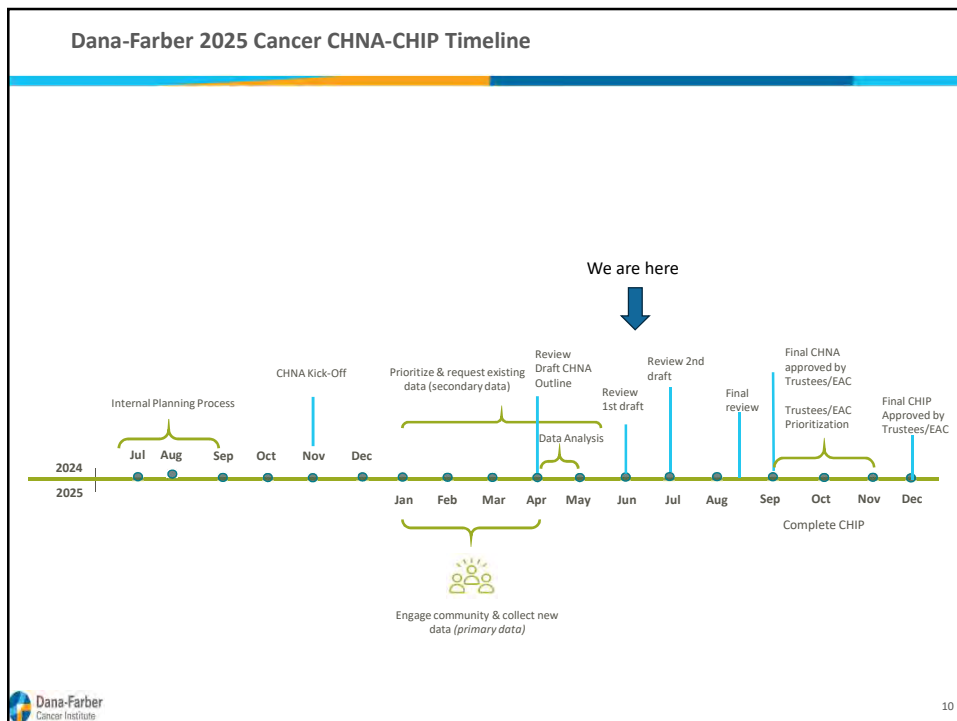 Dana-Farber 2025 Cancer CHNA-CHIP Timeline
We are here
CHNA Kick-Off
Internal Planning Process
Prioritize & request existing
data (secondary data)
Review
Draft CHNA
Outline
Data Analysis
Review
1st draft
Review 2nd
draft
Final
review
Final CHNA
approved by
Trustees/EAC
Trustees/EAC
Prioritization
Final CHIP
Approved by
Trustees/EAC
2024
Jul Aug Sep Oct Nov Dec
2025
Jan Feb Mar Apr May Jun Jul Aug Sep Oct Nov Dec
Complete CHIP
Engage community & collect new
data (primary data)
Dana-Farber
Cancer Institute
10